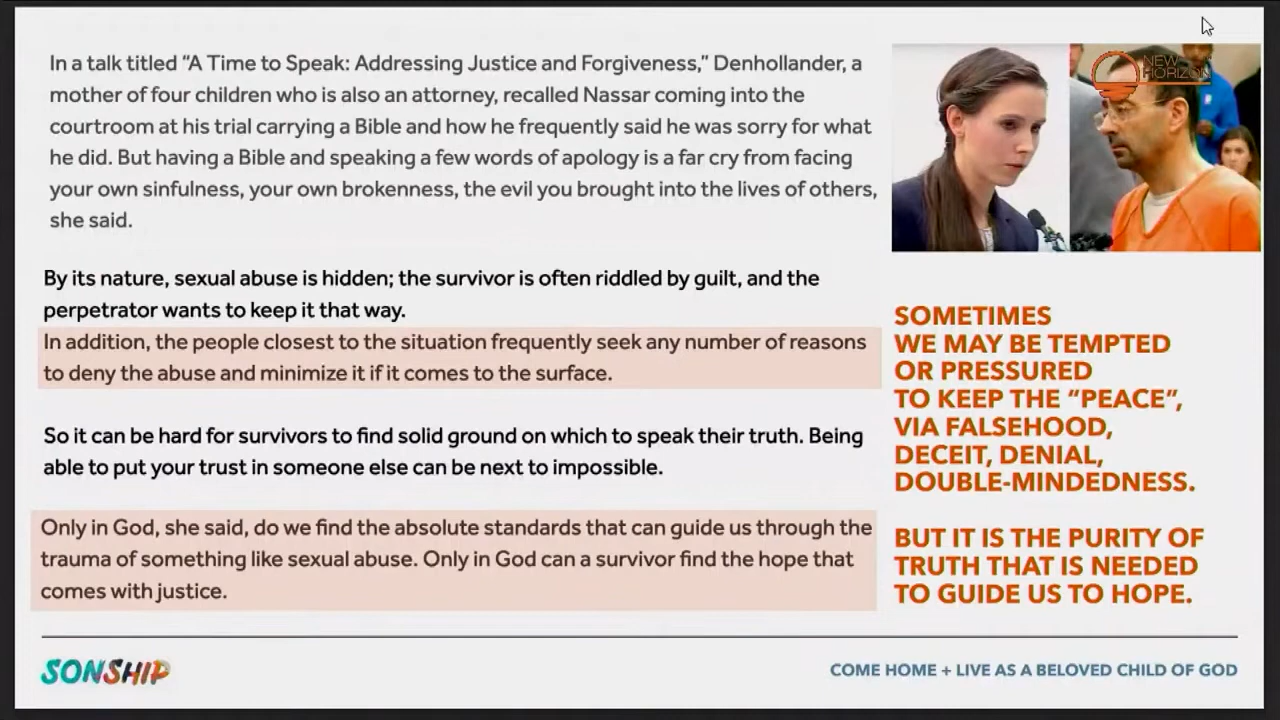 In a talk titled “A Time to Speak: Addressing Justice and Forgiveness,” Denhollander, a
mother of four children who is also an attorney, recalled Nassar coming into the
courtroom at his trial carrying a Bible and how he frequently said he was sorry for what
he did. But having a Bible and speaking a few words of apology is a far cry from facing
your own sinfulness, your own brokenness, the evil you brought into the lives of others,
she said.
By its nature, sexual abuse is hidden; the survivor is often riddled by guilt, and the
perpetrator wants to keep it that way.
In addition, the people closest to the situation frequently seek any number of reasons
to deny the abuse and minimize it if it comes to the surface.
So it can be hard for survivors to find solid ground on which to speak their truth. Being
able to put your trust in someone else can be next to impossible.
Only in God, she said, do we find the absolute standards that can guide us through the
trauma of something like sexual abuse. Only in God can a survivor find the hope that
comes with justice.
NEW
HORIZON
SOMETIMES
WE MAY BE TEMPTED
OR PRESSURED
TO KEEP THE “PEACE”,
VIA FALSEHOOD,
DECEIT, DENIAL,
DOUBLE-MINDEDNESS.
BUT IT IS THE PURITY OF
TRUTH THAT IS NEEDED
TO GUIDE US TO HOPE.
SONSHIP
COME HOME + LIVE AS A BELOVED CHILD OF GOD